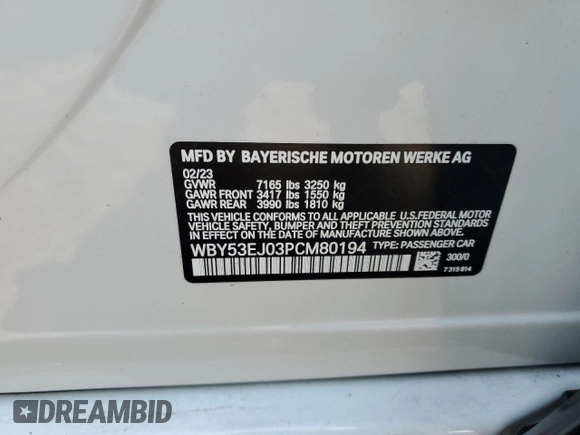 MFD BY BAYERISCHE MOTOREN WERKE AG
02/23
GVWR 7165 lbs 3250 kg
GAWR FRONT 3417 lbs 1550 kg
GAWR REAR 3990 lbs 1810 kg
THIS VEHICLE CONFORMS TO ALL APPLICABLE U.S.FEDERAL MOTOR
VEHICLE SAFETY, BUMPER AND THEFT PREVENTION STANDARDS
IN EFFECT ON THE DATE OF MANUFACTURE SHOWN ABOVE.
WBY53EJ03PCM80194 TYPE: PASSENGER CAR
300/0
7 315 814
DREAMBID